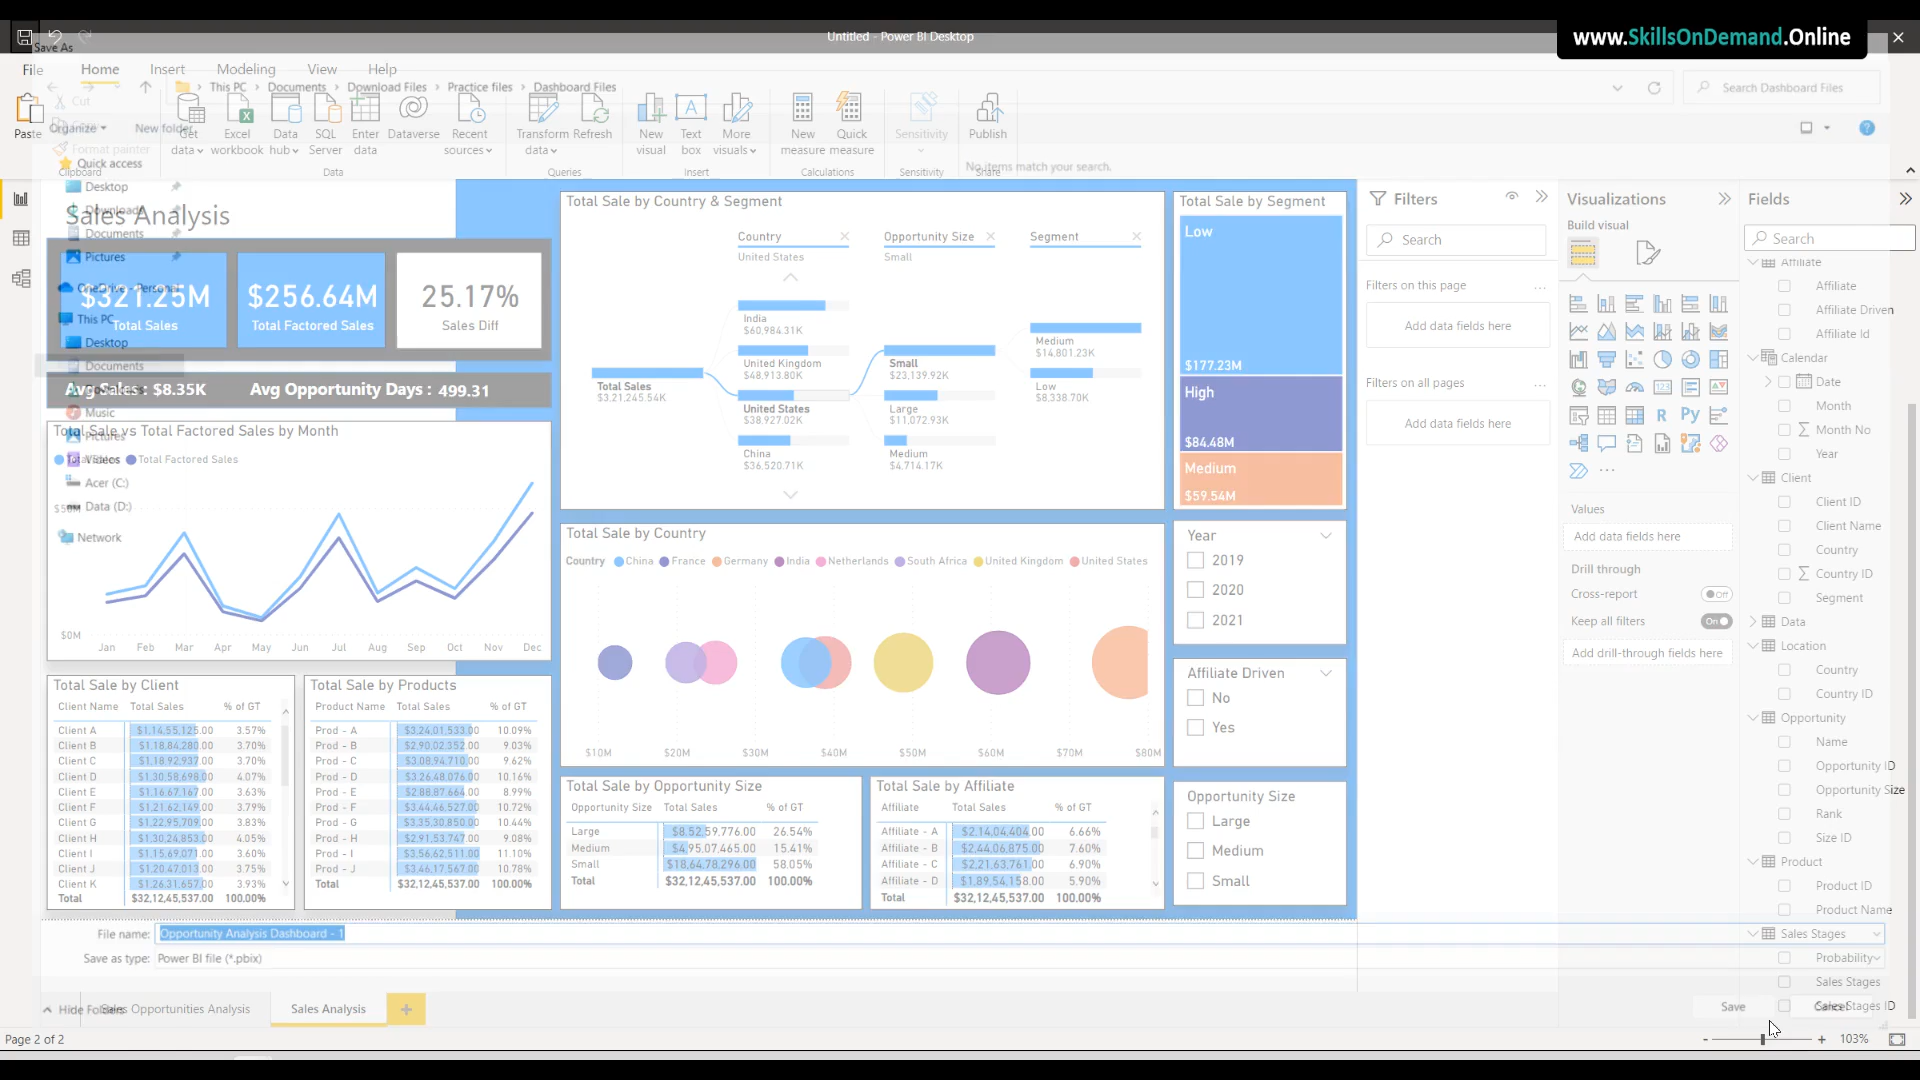 Save As
Untitled - Power BI Desktop
www.SkillsOnDemand.Online
File Home Insert Modeling View Help
This PC > Documents > Download Files > Practice files > Dashboard Files
Search Dashboard Files
Cut
Paste
Organize
New folder
Format painter
Clipboard
Get data
Excel workbook
Data hub
SQL Server
Enter data
Dataverse
Recent sources
Data
Transform data
Refresh
Queries
New visual
Text box
More visuals
Insert
New measure
Quick measure
Calculations
Sensitivity
Sensitivity
Publish
Share
No items match your search.
Quick access
Desktop
Downloads
Documents
Pictures
OneDrive - Personal
This PC
Desktop
Documents
Music
Pictures
Videos
Acer (C:)
Data (D:)
Network
Sales Analysis
$321.25M
Total Sales
$256.64M
Total Factored Sales
25.17%
Sales Diff
Avg Sales : $8.35K
Avg Opportunity Days : 499.31
Total Sale vs Total Factored Sales by Month
Total Sales Total Factored Sales
$50M
$0M
Jan Feb Mar Apr May Jun Jul Aug Sep Oct Nov Dec
Total Sale by Client
Client Name Total Sales % of GT
Client A $1,14,55,125.00 3.57%
Client B $1,18,84,280.00 3.70%
Client C $1,18,92,937.00 3.70%
Client D $1,30,58,698.00 4.07%
Client E $1,16,67,167.00 3.63%
Client F $1,21,62,149.00 3.79%
Client G $1,22,95,709.00 3.83%
Client H $1,30,24,853.00 4.05%
Client I $1,15,69,071.00 3.60%
Client J $1,20,47,013.00 3.75%
Client K $1,26,31,657.00 3.93%
Total $32,12,45,537.00 100.00%
Total Sale by Products
Product Name Total Sales % of GT
Prod - A $3,24,01,533.00 10.09%
Prod - B $2,90,02,352.00 9.03%
Prod - C $3,08,94,710.00 9.62%
Prod - D $3,26,48,076.00 10.16%
Prod - E $2,88,87,664.00 8.99%
Prod - F $3,44,46,527.00 10.72%
Prod - G $3,35,30,850.00 10.44%
Prod - H $2,91,53,747.00 9.08%
Prod - I $3,56,62,511.00 11.10%
Prod - J $3,46,17,567.00 10.78%
Total $32,12,45,537.00 100.00%
Total Sale by Country & Segment
Country
United States
Opportunity Size
Small
Segment
Total Sales
$3,21,245.54K
India
$60,984.31K
United Kingdom
$48,913.80K
United States
$38,927.02K
China
$36,520.71K
Small
$23,139.92K
Large
$11,072.93K
Medium
$4,714.17K
Medium
$14,801.23K
Low
$8,338.70K
Total Sale by Country
Country China France Germany India Netherlands South Africa United Kingdom United States
$10M $20M $30M $40M $50M $60M $70M $80M
Total Sale by Opportunity Size
Opportunity Size Total Sales % of GT
Large $8,52,59,776.00 26.54%
Medium $4,95,07,465.00 15.41%
Small $18,64,78,296.00 58.05%
Total $32,12,45,537.00 100.00%
Total Sale by Affiliate
Affiliate Total Sales % of GT
Affiliate - A $2,14,04,404.00 6.66%
Affiliate - B $2,44,06,875.00 7.60%
Affiliate - C $2,21,63,761.00 6.90%
Affiliate - D $1,89,54,158.00 5.90%
Total $32,12,45,537.00 100.00%
Total Sale by Segment
Low
$177.23M
High
$84.48M
Medium
$59.54M
Year
2019
2020
2021
Affiliate Driven
No
Yes
Opportunity Size
Large
Medium
Small
Filters
Search
Filters on this page
Add data fields here
Filters on all pages
Add data fields here
Visualizations
Build visual
R
Py
123
Values
Add data fields here
Drill through
Cross-report
Off
Keep all filters
On
Add drill-through fields here
Fields
Search
Affiliate
Affiliate
Affiliate Driven
Affiliate Id
Calendar
Date
Month
Month No
Year
Client
Client ID
Client Name
Country
Country ID
Segment
Data
Location
Country
Country ID
Opportunity
Name
Opportunity ID
Opportunity Size
Rank
Size ID
Product
Product ID
Product Name
Sales Stages
Probability
Sales Stages
Sales Stages ID
File name: Opportunity Analysis Dashboard - 1
Save as type: Power BI file (*.pbix)
Hide Folders
Sales Opportunities Analysis
Sales Analysis
+
Save
Cancel
Page 2 of 2
- + 103%